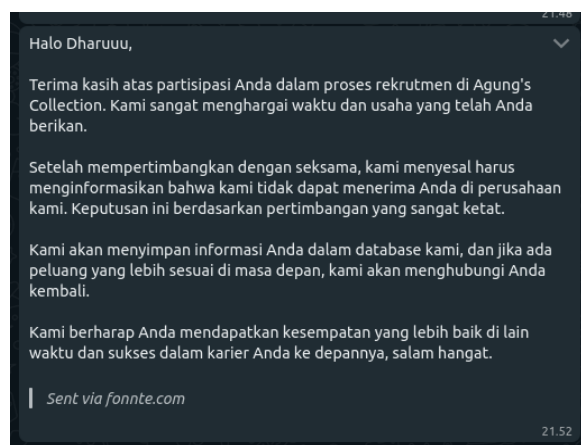 21.48
Halo Dharuuu,
Terima kasih atas partisipasi Anda dalam proses rekrutmen di Agung's
Collection. Kami sangat menghargai waktu dan usaha yang telah Anda
berikan.
Setelah mempertimbangkan dengan seksama, kami menyesal harus
menginformasikan bahwa kami tidak dapat menerima Anda di perusahaan
kami. Keputusan ini berdasarkan pertimbangan yang sangat ketat.
Kami akan menyimpan informasi Anda dalam database kami, dan jika ada
peluang yang lebih sesuai di masa depan, kami akan menghubungi Anda
kembali.
Kami berharap Anda mendapatkan kesempatan yang lebih baik di lain
waktu dan sukses dalam karier Anda ke depannya, salam hangat.
Sent via fonnte.com
21.52